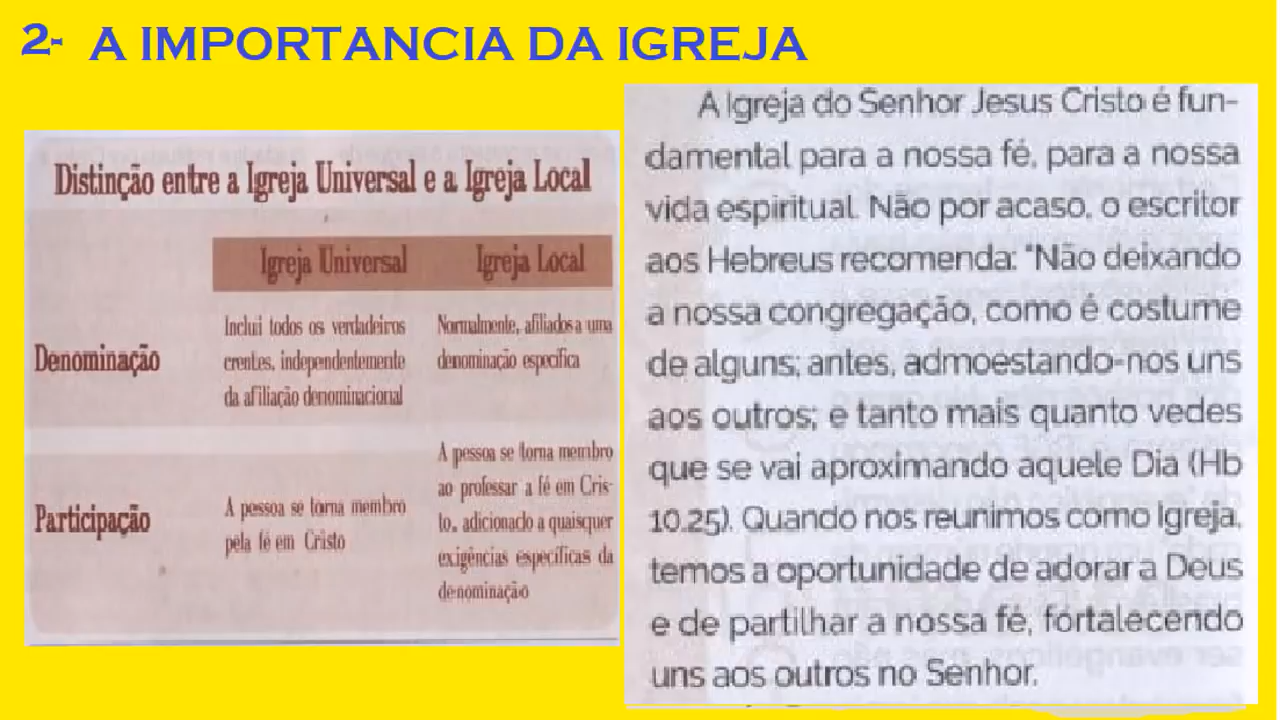 2- A IMPORTANCIA DA IGREJA
Distinção entre a Igreja Universal e a Igreja Local
Igreja Universal Igreja Local
Denominação
Inclui todos os verdadeiros
crentes, independentemente
da afiliação denominacional
Normalmente, afiliados a uma
denominação específica
Participação
A pessoa se torna membro
pela fé em Cristo
A pessoa se torna membro
ao professar a fé em Cris-
to, adicionado a quaisquer
exigências específicas da
denominação
A Igreja do Senhor Jesus Cristo é fun-
damental para a nossa fé, para a nossa
vida espiritual. Não por acaso, o escritor
aos Hebreus recomenda: "Não deixando
a nossa congregação, como é costume
de alguns; antes, admoestando-nos uns
aos outros; e tanto mais quanto vedes
que se vai aproximando aquele Dia (Hb
10.25). Quando nos reunimos como Igreja,
temos a oportunidade de adorar a Deus
e de partilhar a nossa fé, fortalecendo
uns aos outros no Senhor.